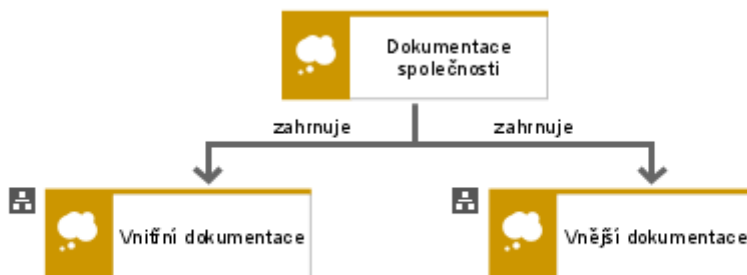 Dokumentace
společnosti
zahrnuje
zahrnuje
Vnitřní dokumentace
Vnější dokumentace